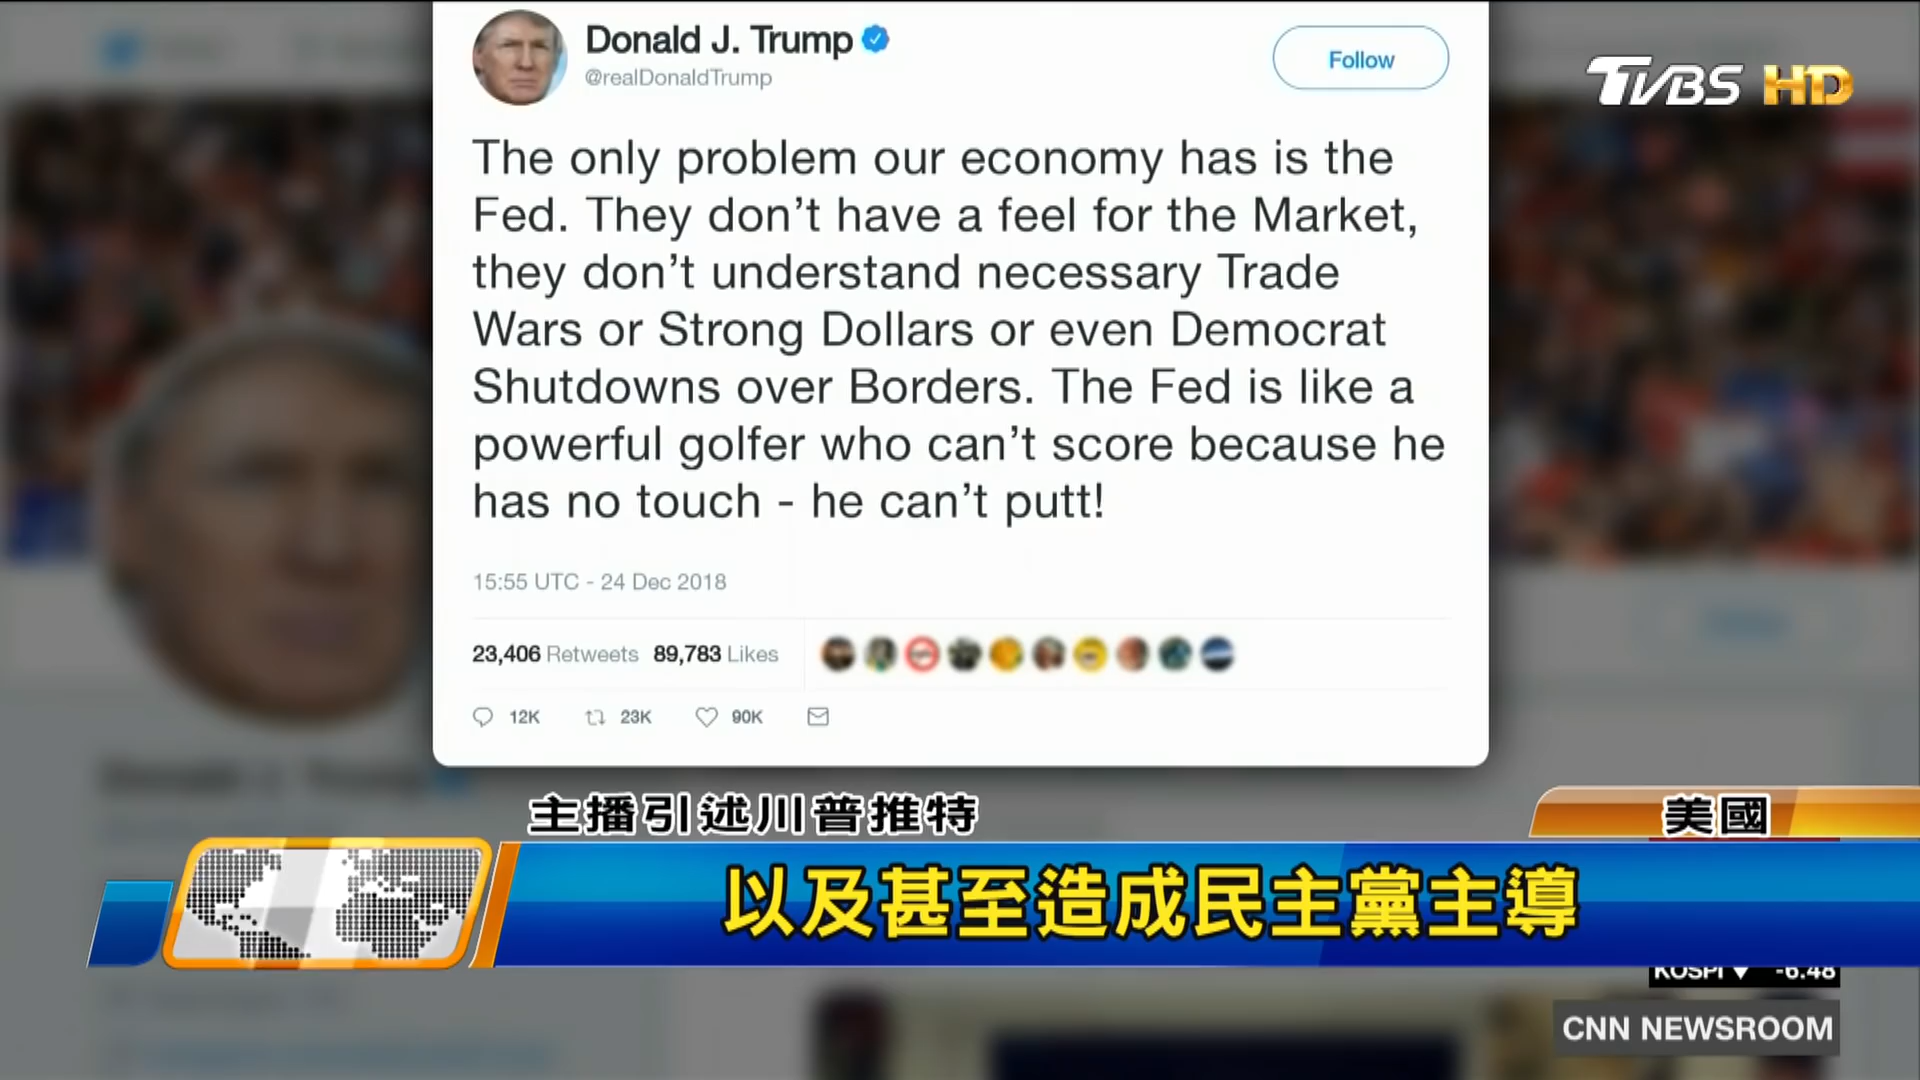 Donald J. Trump
@realDonaldTrump
Follow
TVBS HD
The only problem our economy has is the
Fed. They don't have a feel for the Market,
they don't understand necessary Trade
Wars or Strong Dollars or even Democrat
Shutdowns over Borders. The Fed is like a
powerful golfer who can't score because he
has no touch - he can't putt!
15:55 UTC - 24 Dec 2018
23,406 Retweets 89,783 Likes
12K 23K 90K
主播引述川普推特
美國
以及甚至造成民主黨主導
KOSPI ▼ -6.48
CNN NEWSROOM